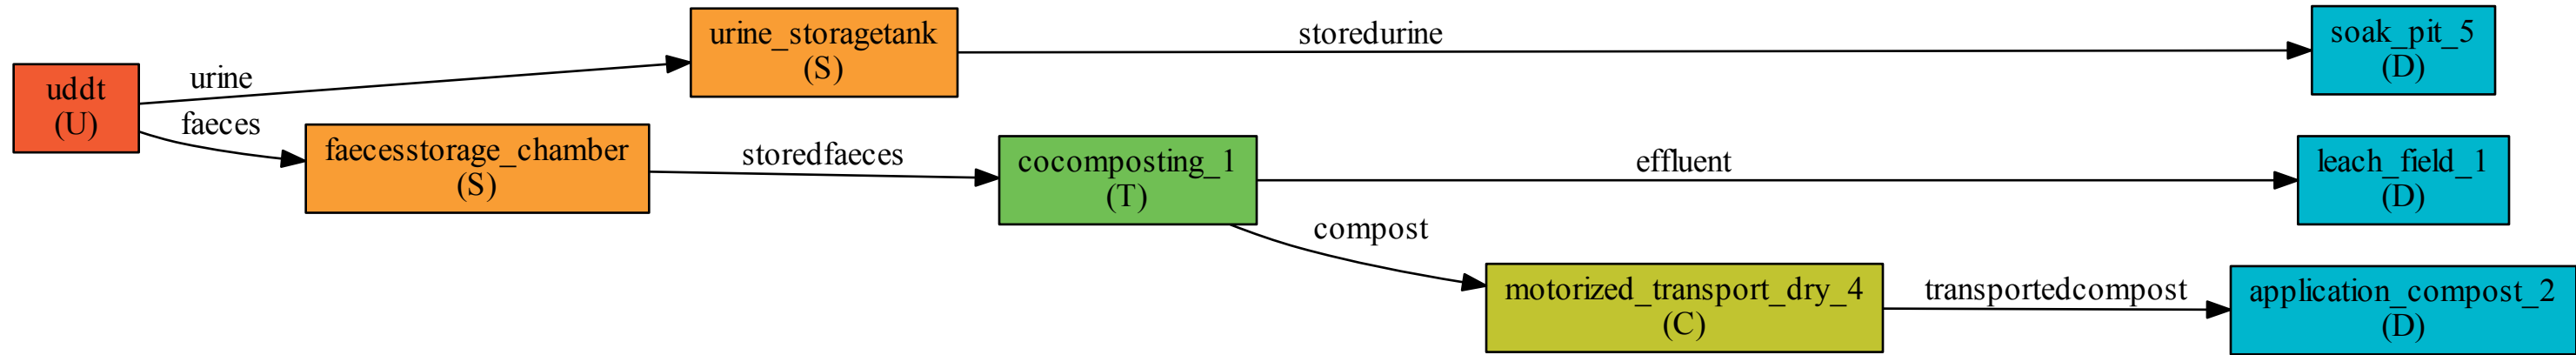 uddt
(U)
urine
faeces
urine_storagetank
(S)
storedurine
soak_pit_5
(D)
faecesstorage_chamber
(S)
storedfaeces
cocomposting_1
(T)
effluent
leach_field_1
(D)
compost
motorized_transport_dry_4
(C)
transportedcompost
application_compost_2
(D)